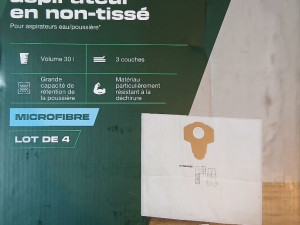 aspirateur
en non-tissé
Pour aspirateurs eau/poussière*
Volume 30 l
3 couches
Grande
capacité de
rétention de
la poussière
Matériau
particulièrement
résistant à la
déchirure
MICROFIBRE
LOT DE 4